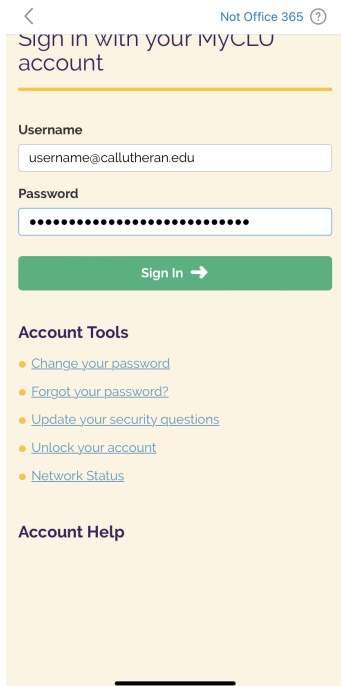 Not Office 365 ?
Sign in with your MyCLU
account
Username
username@callutheran.edu
Password
••••••••••••••••••••••••••••
Sign In →
Account Tools
Change your password
Forgot your password?
Update your security questions
Unlock your account
Network Status
Account Help